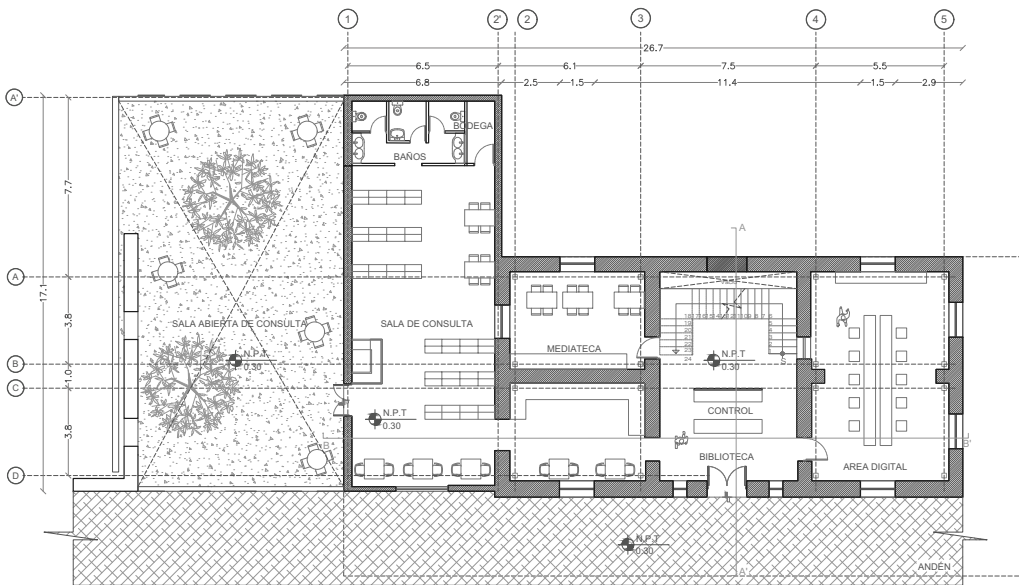 1 2' 2 3 4 5
26.7
6.5 6.1 7.5 5.5
6.8 2.5 1.5 11.4 1.5 2.9
A'
BODEGA
BAÑOS
7.7
A
A
17.1
SALA ABIERTA DE CONSULTA
SALA DE CONSULTA
3.8
MEDIATECA
N.P.T
0.30
N.P.T
0.30
B
1.0
C
N.P.T
0.30
CONTROL
3.8
B' B'
BIBLIOTECA
AREA DIGITAL
D
N.P.T
0.30
ANDÉN
A'